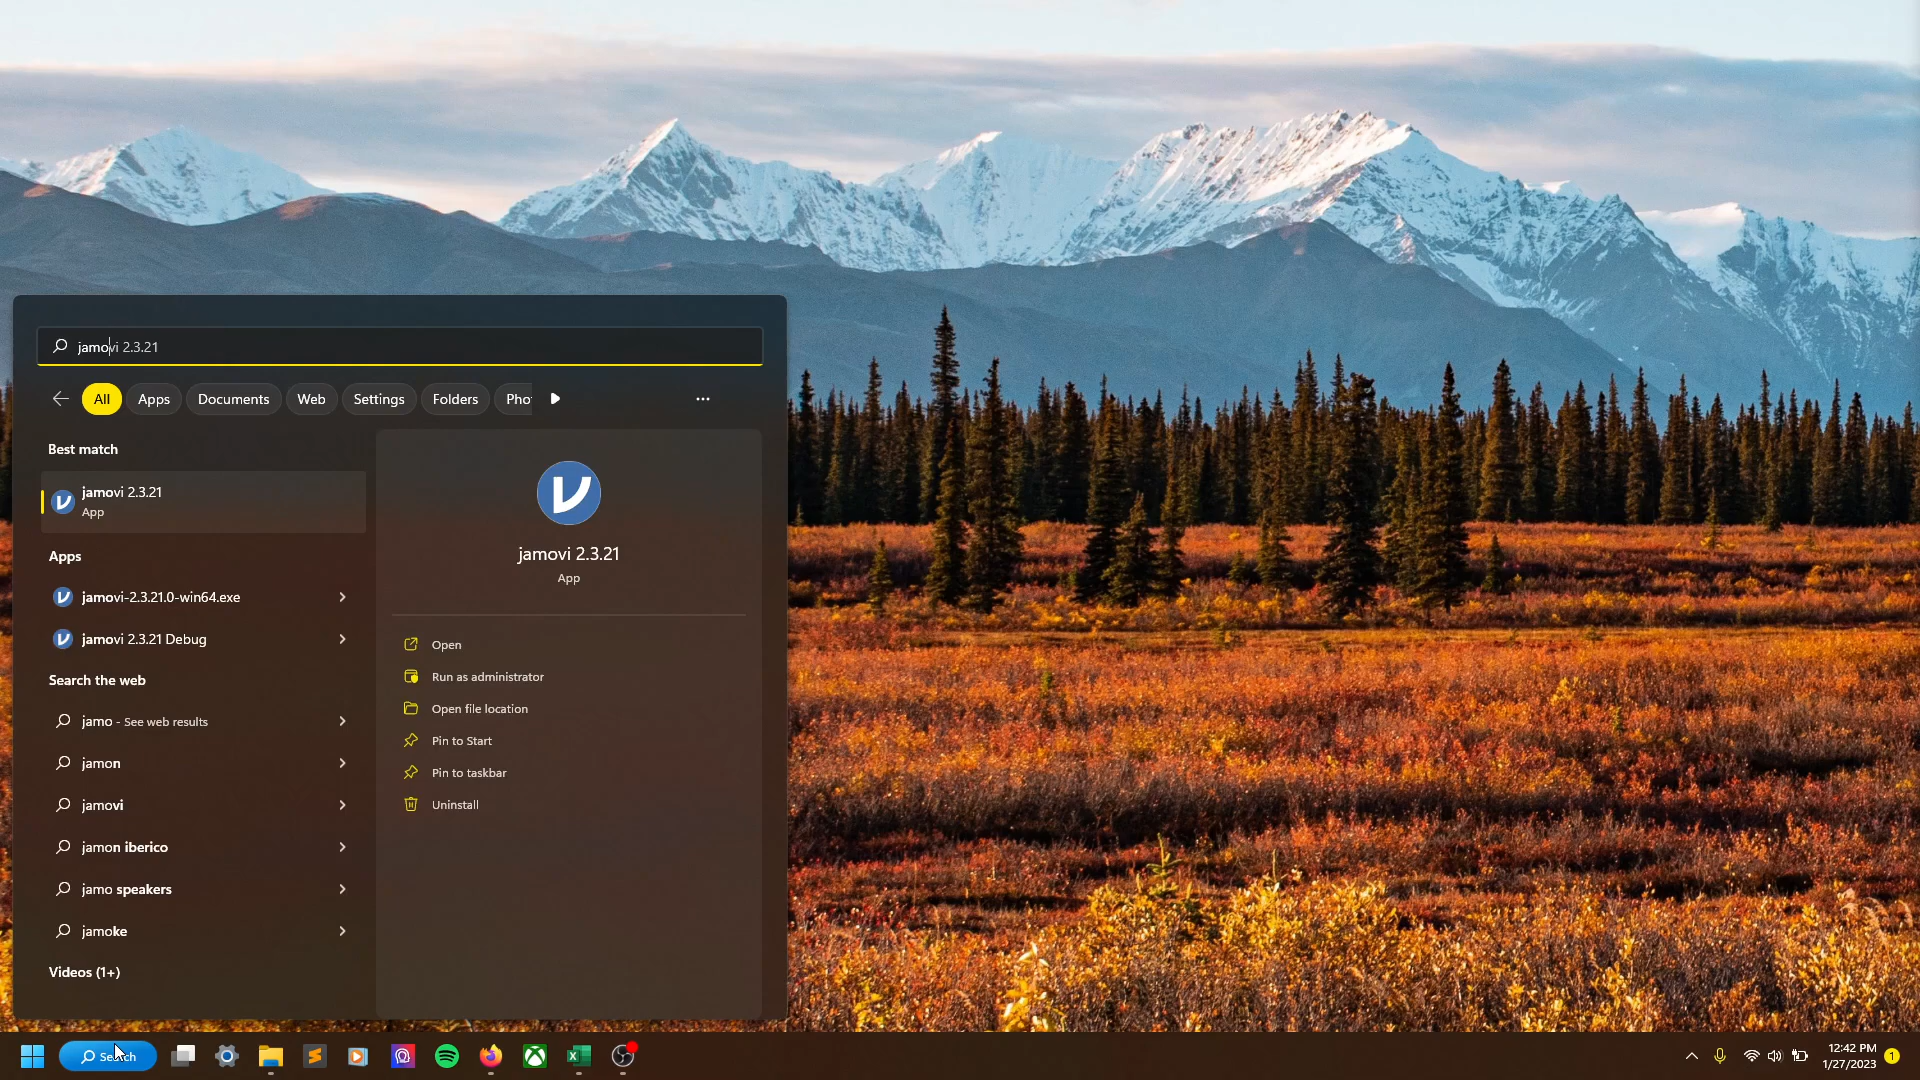 jamovi 2.3.21
All
Apps
Documents
Web
Settings
Folders
Pho
Best match
jamovi 2.3.21
App
Apps
jamovi-2.3.21.0-win64.exe
jamovi 2.3.21 Debug
Search the web
jamo - See web results
jamon
jamovi
jamon iberico
jamo speakers
jamoke
Videos (1+)
jamovi 2.3.21
App
Open
Run as administrator
Open file location
Pin to Start
Pin to taskbar
Uninstall
Search
12:42 PM
1/27/2023
1